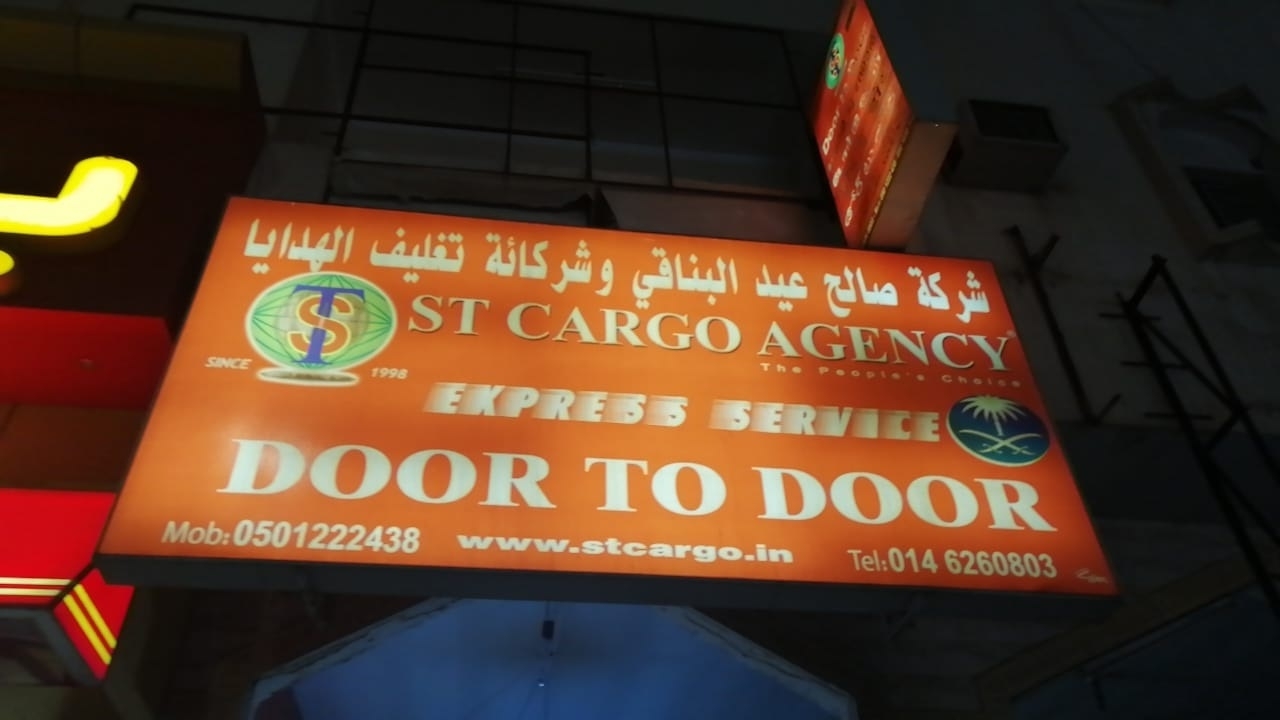 شركة صالح عيد البناقي وشركائة تغليف الهدايا
ST CARGO AGENCY
The People's Choice
SINCE 1998
EXPRESS SERVICE
DOOR TO DOOR
Mob: 0501222438 www.stcargo.in Tel: 014 6260803